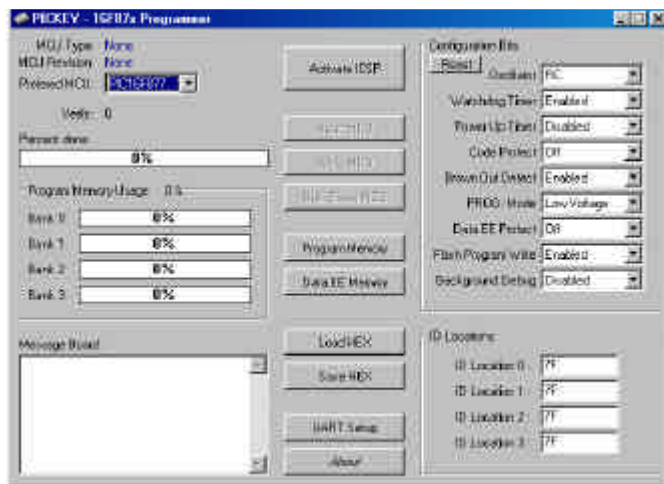 PICKEY - 16F87x Programmer
MCU Type: None
MCU Revision: None
Prefered MCU: PIC16F877
Verify: 0
Percent done
0%
Program Memory Usage: 0%
Bank 0 0%
Bank 1 0%
Bank 2 0%
Bank 3 0%
Message Board
Activate ICSP
Program Memory
Data EE Memory
Load HEX
Save HEX
UART Setup
About
Configuration Bits
Reset
Oscillator RC
Watchdog Timer Enabled
Power Up Timer Disabled
Code Protect Off
Brown Out Detect Enabled
PROG. Mode Low Voltage
Data EE Protect Off
Flash Program Write Enabled
Background Debug Disabled
ID Locations
ID Location 0 7F
ID Location 1 7F
ID Location 2 7F
ID Location 3 7F